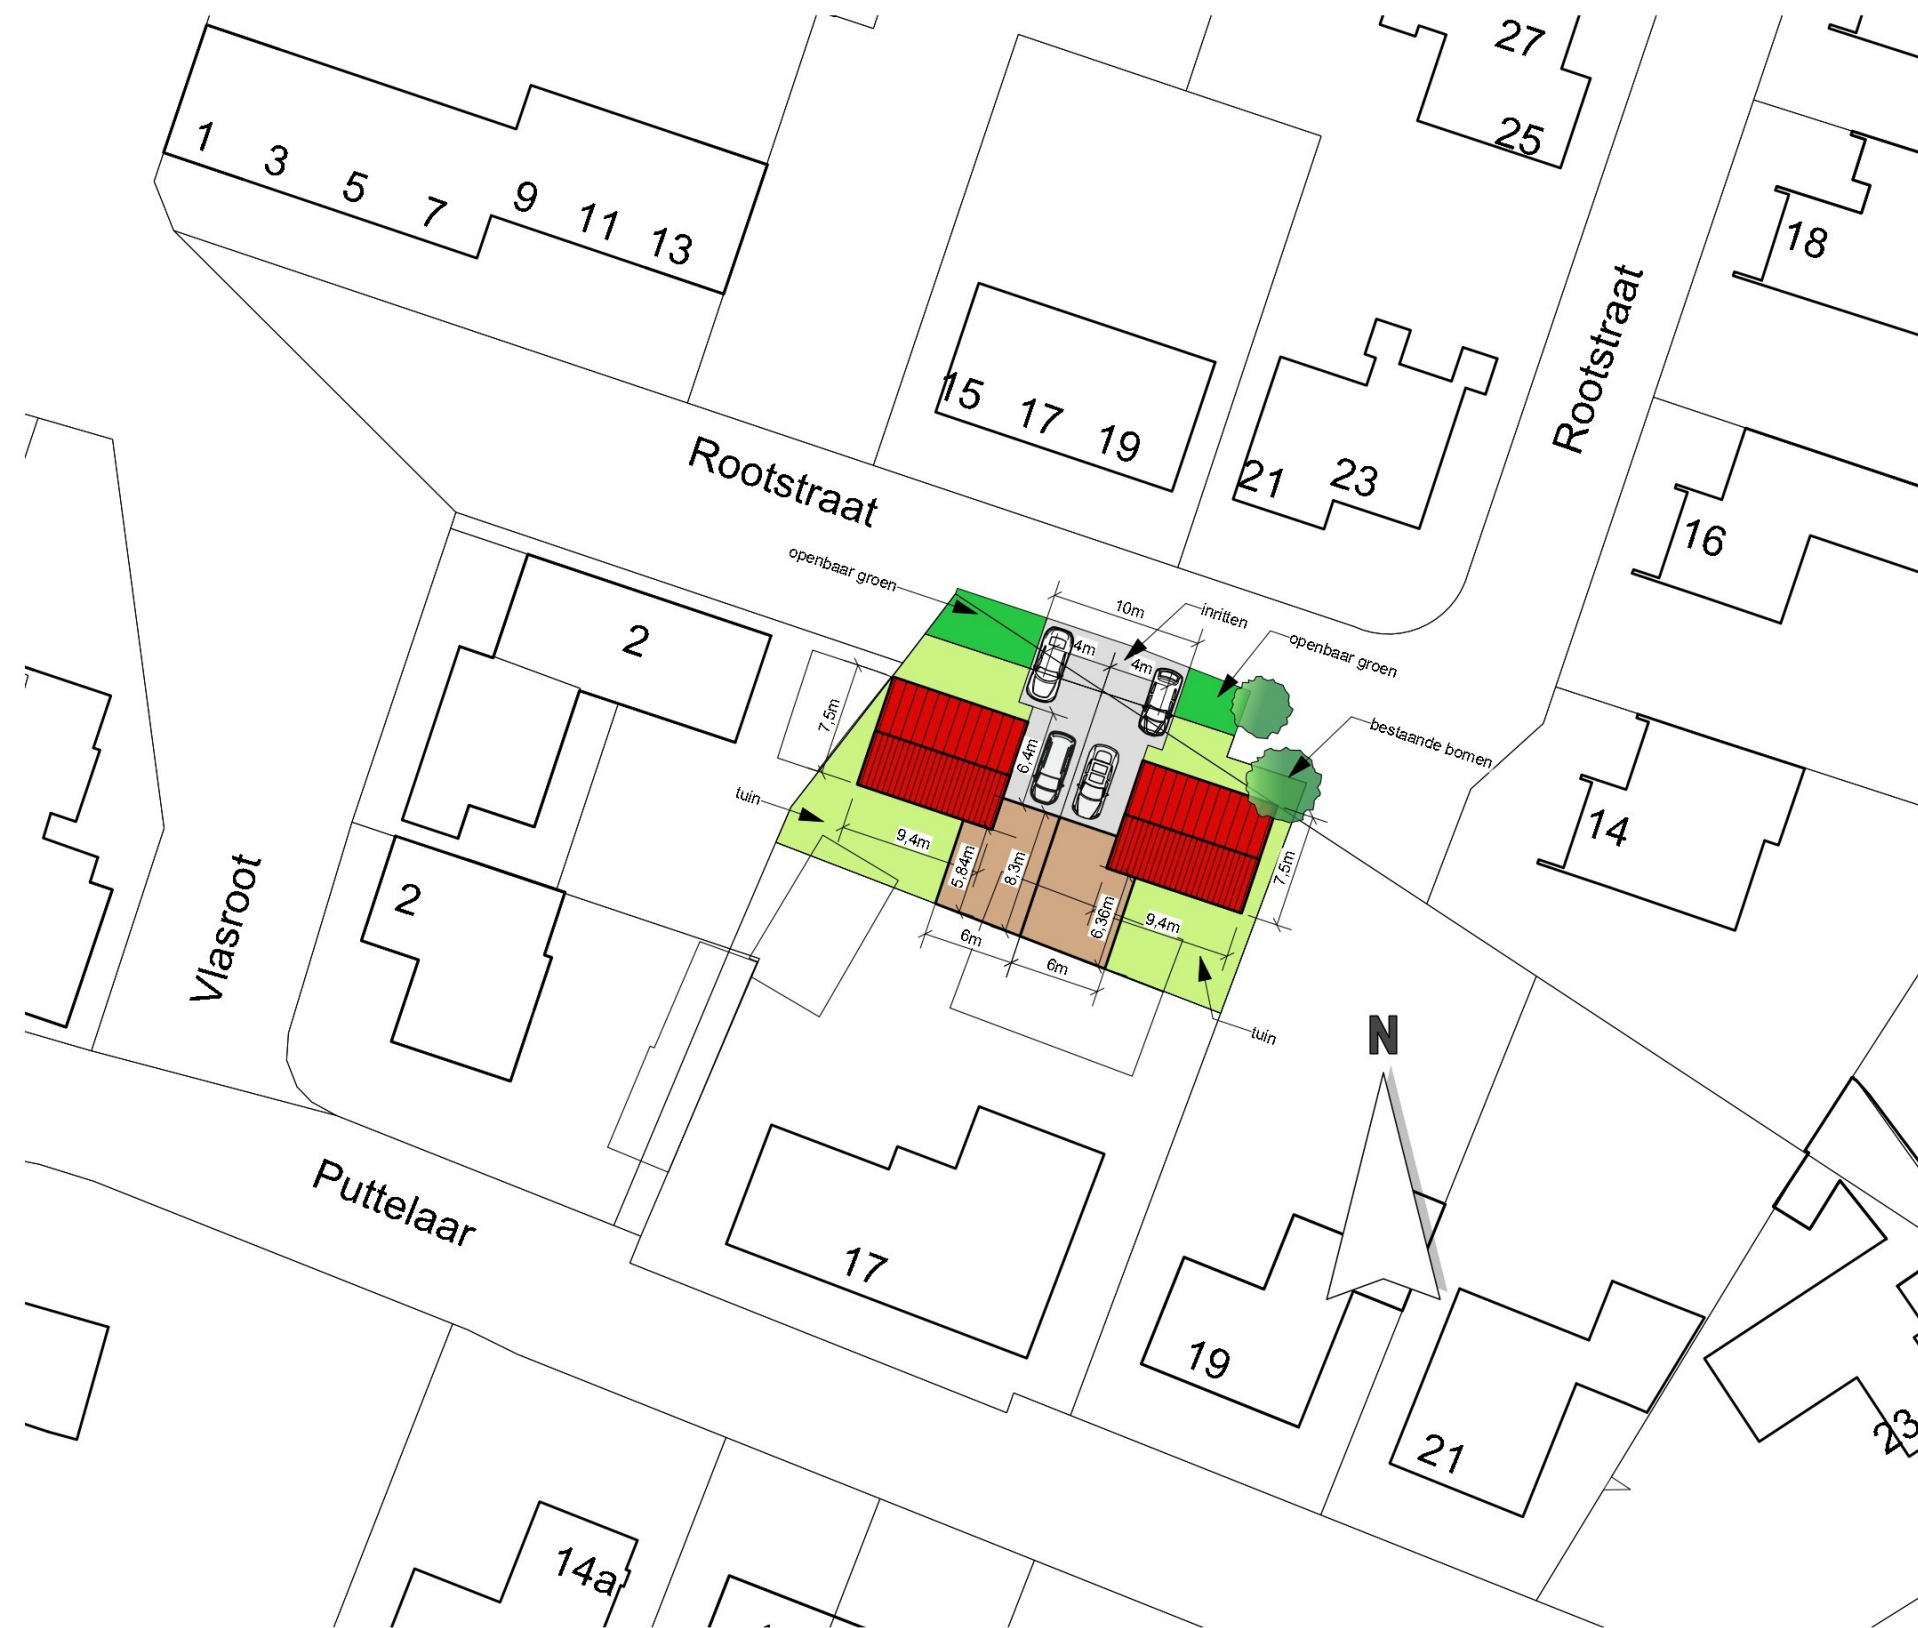 27
25
1
3
5
7
9
11
13
18
Rootstraat
15
17
19
21
23
Rootstraat
16
openbaar groen
10m
inritten
openbaar groen
2
4m
4m
7,5m
bestaande bomen
6,4m
tuin
14
9,4m
5,84m
8,3m
7,5m
2
Vlasroot
6,36m
9,4m
6m
6m
tuin
N
Puttelaar
17
19
21
23
14a